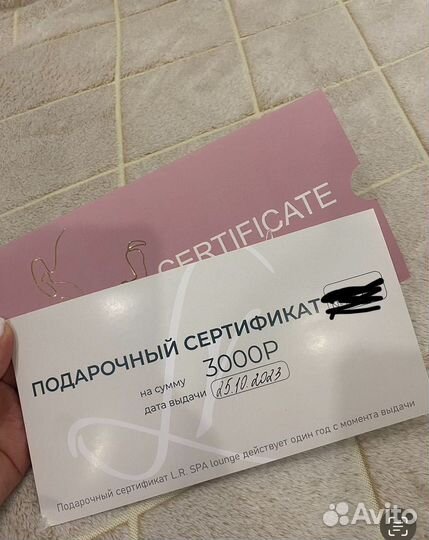 CERTIFICATE
ПОДАРОЧНЫЙ СЕРТИФИКАТ
на сумму 3000Р
дата выдачи 25.10.2023
Подарочный сертификат L.R. SPA lounge действует один год с момента выдачи
Avito